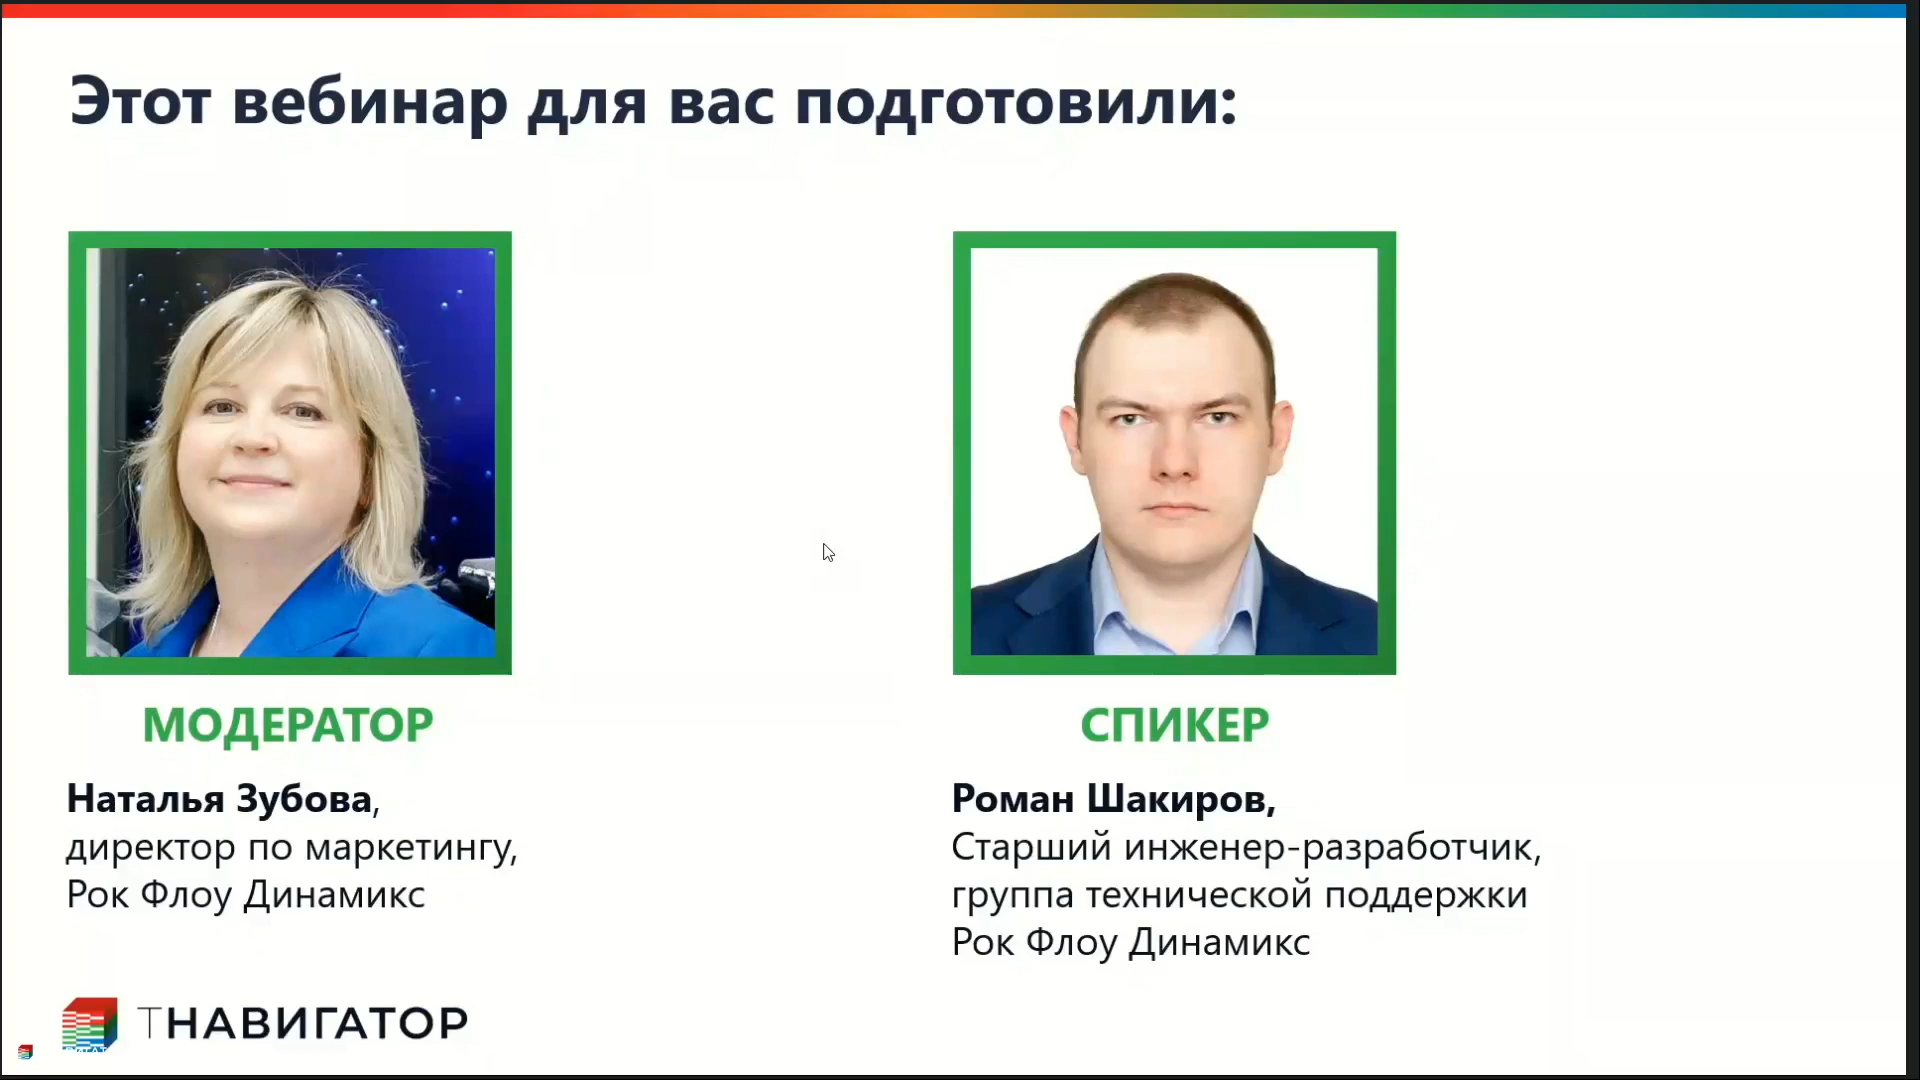 Этот вебинар для вас подготовили:
МОДЕРАТОР
Наталья Зубова,
директор по маркетингу,
Рок Флоу Динамикс
СПИКЕР
Роман Шакиров,
Старший инженер-разработчик,
группа технической поддержки
Рок Флоу Динамикс
ТНАВИГАТОР